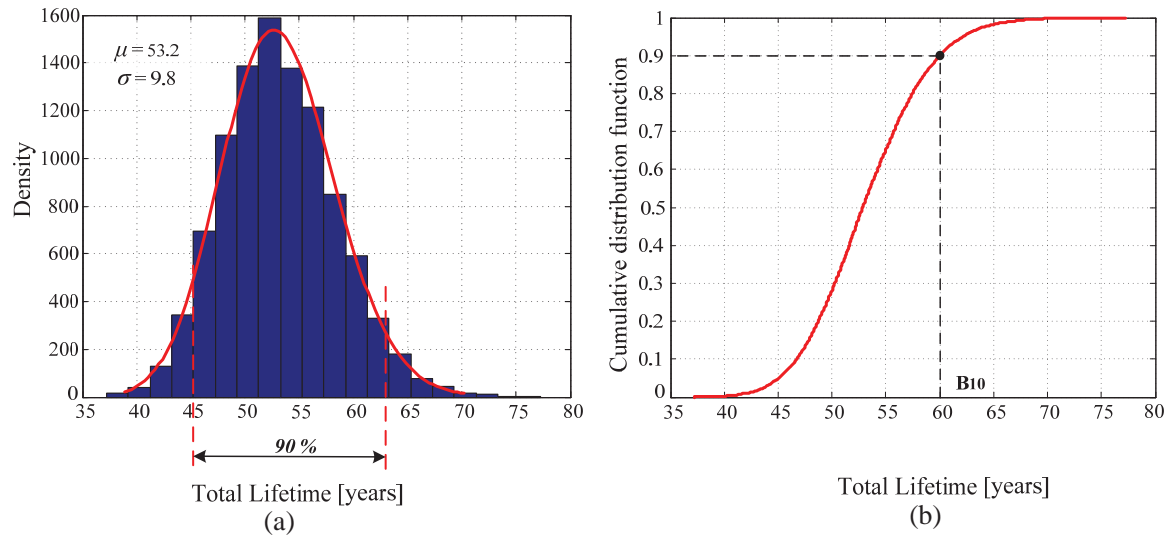 1600
1400
1200
1000
800
600
400
200
0
Density
μ = 53.2
σ = 9.8
35 40 45 50 55 60 65 70 75 80
90 %
Total Lifetime [years]
(a)
1
0.9
0.8
0.7
0.6
0.5
0.4
0.3
0.2
0.1
0
Cumulative distribution function
B10
35 40 45 50 55 60 65 70 75 80
Total Lifetime [years]
(b)